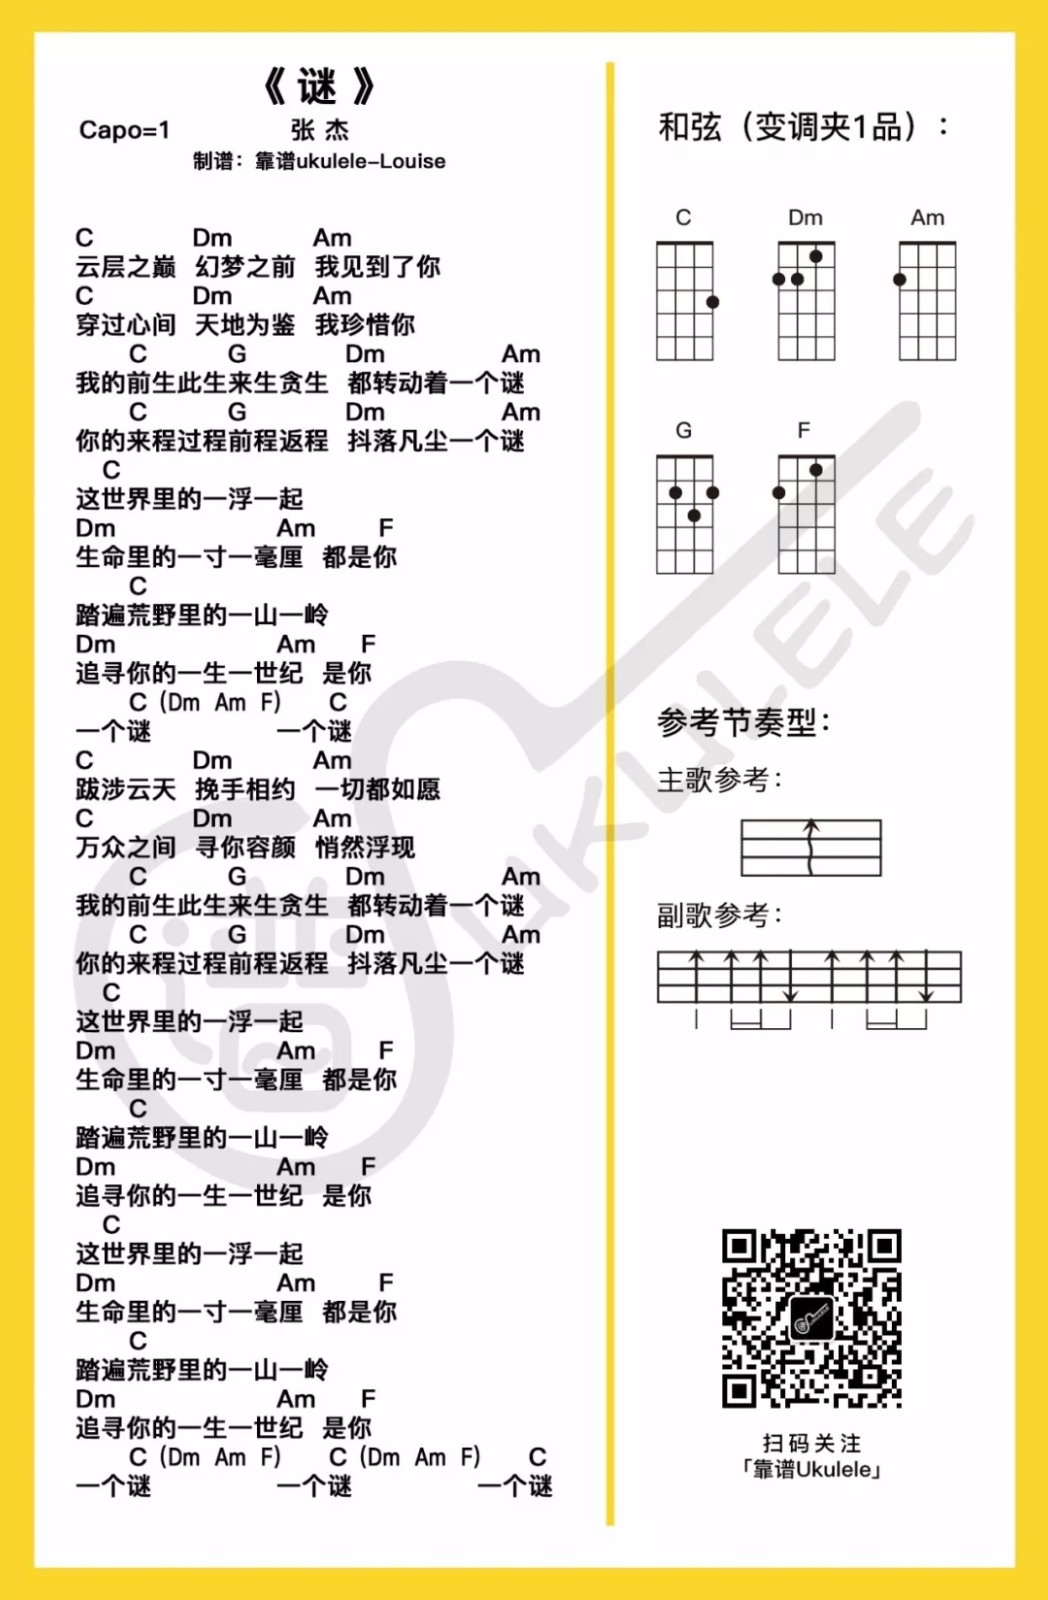 《 谜 》
Capo=1
张 杰
制谱：靠谱ukulele-Louise
C Dm Am
云层之巅 幻梦之前 我见到了你
C Dm Am
穿过心间 天地为鉴 我珍惜你
C G Dm Am
我的前生此生来生贪生 都转动着一个谜
C G Dm Am
你的来程过程前程返程 抖落凡尘一个谜
C
这世界里的一浮一起
Dm Am F
生命里的一寸一毫厘 都是你
C
踏遍荒野里的一山一岭
Dm Am F
追寻你的一生一世纪 是你
C (Dm Am F) C
一个谜 一个谜
C Dm Am
跋涉云天 挽手相约 一切都如愿
C Dm Am
万众之间 寻你容颜 悄然浮现
C G Dm Am
我的前生此生来生贪生 都转动着一个谜
C G Dm Am
你的来程过程前程返程 抖落凡尘一个谜
C
这世界里的一浮一起
Dm Am F
生命里的一寸一毫厘 都是你
C
踏遍荒野里的一山一岭
Dm Am F
追寻你的一生一世纪 是你
C
这世界里的一浮一起
Dm Am F
生命里的一寸一毫厘 都是你
C
踏遍荒野里的一山一岭
Dm Am F
追寻你的一生一世纪 是你
C (Dm Am F) C (Dm Am F) C
一个谜 一个谜 一个谜
和弦（变调夹1品）：
C Dm Am
G F
参考节奏型：
主歌参考：
副歌参考：
扫码关注
「靠谱Ukulele」
谱 UKULELE